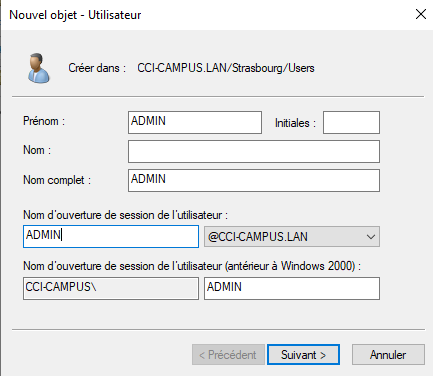 Nouvel objet - Utilisateur
Créer dans : CCI-CAMPUS.LAN/Strasbourg/Users
Prénom : ADMIN Initiales :
Nom :
Nom complet : ADMIN
Nom d'ouverture de session de l'utilisateur :
ADMIN @CCI-CAMPUS.LAN
Nom d'ouverture de session de l'utilisateur (antérieur à Windows 2000) :
CCI-CAMPUS\ ADMIN
< Précédent Suivant > Annuler